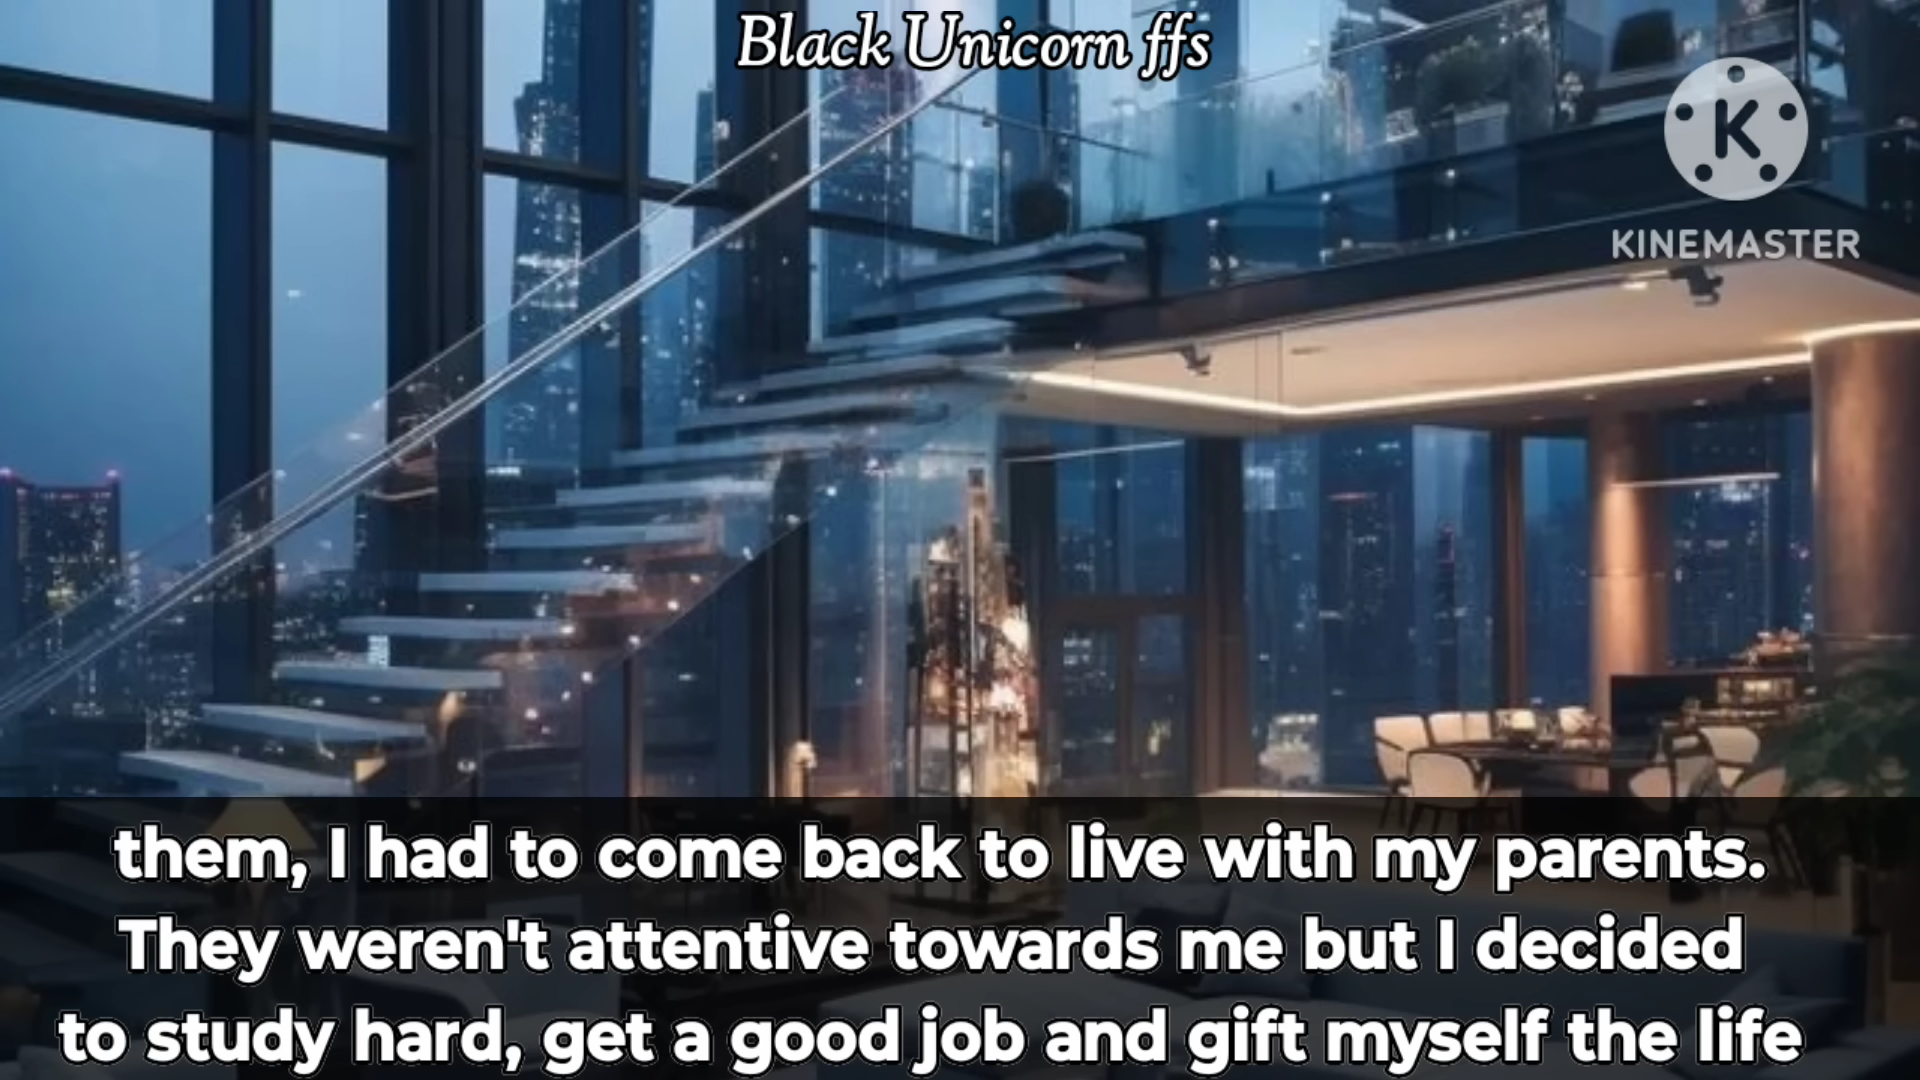 Black Unicorn ffs
K
KINEMASTER
them, I had to come back to live with my parents.
They weren't attentive towards me but I decided
to study hard, get a good job and gift myself the life